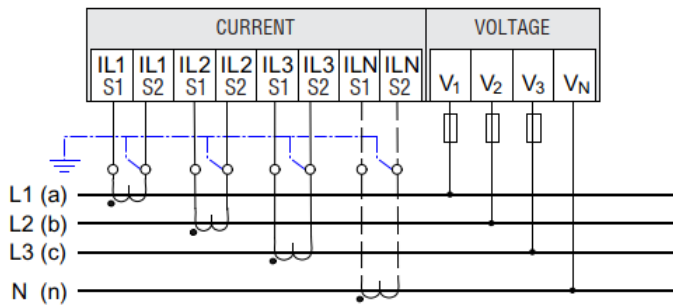 CURRENT VOLTAGE
IL1 IL1 IL2 IL2 IL3 IL3 ILN ILN
S1 S2 S1 S2 S1 S2 S1 S2
V1 V2 V3 VN
L1 (a)
L2 (b)
L3 (c)
N (n)